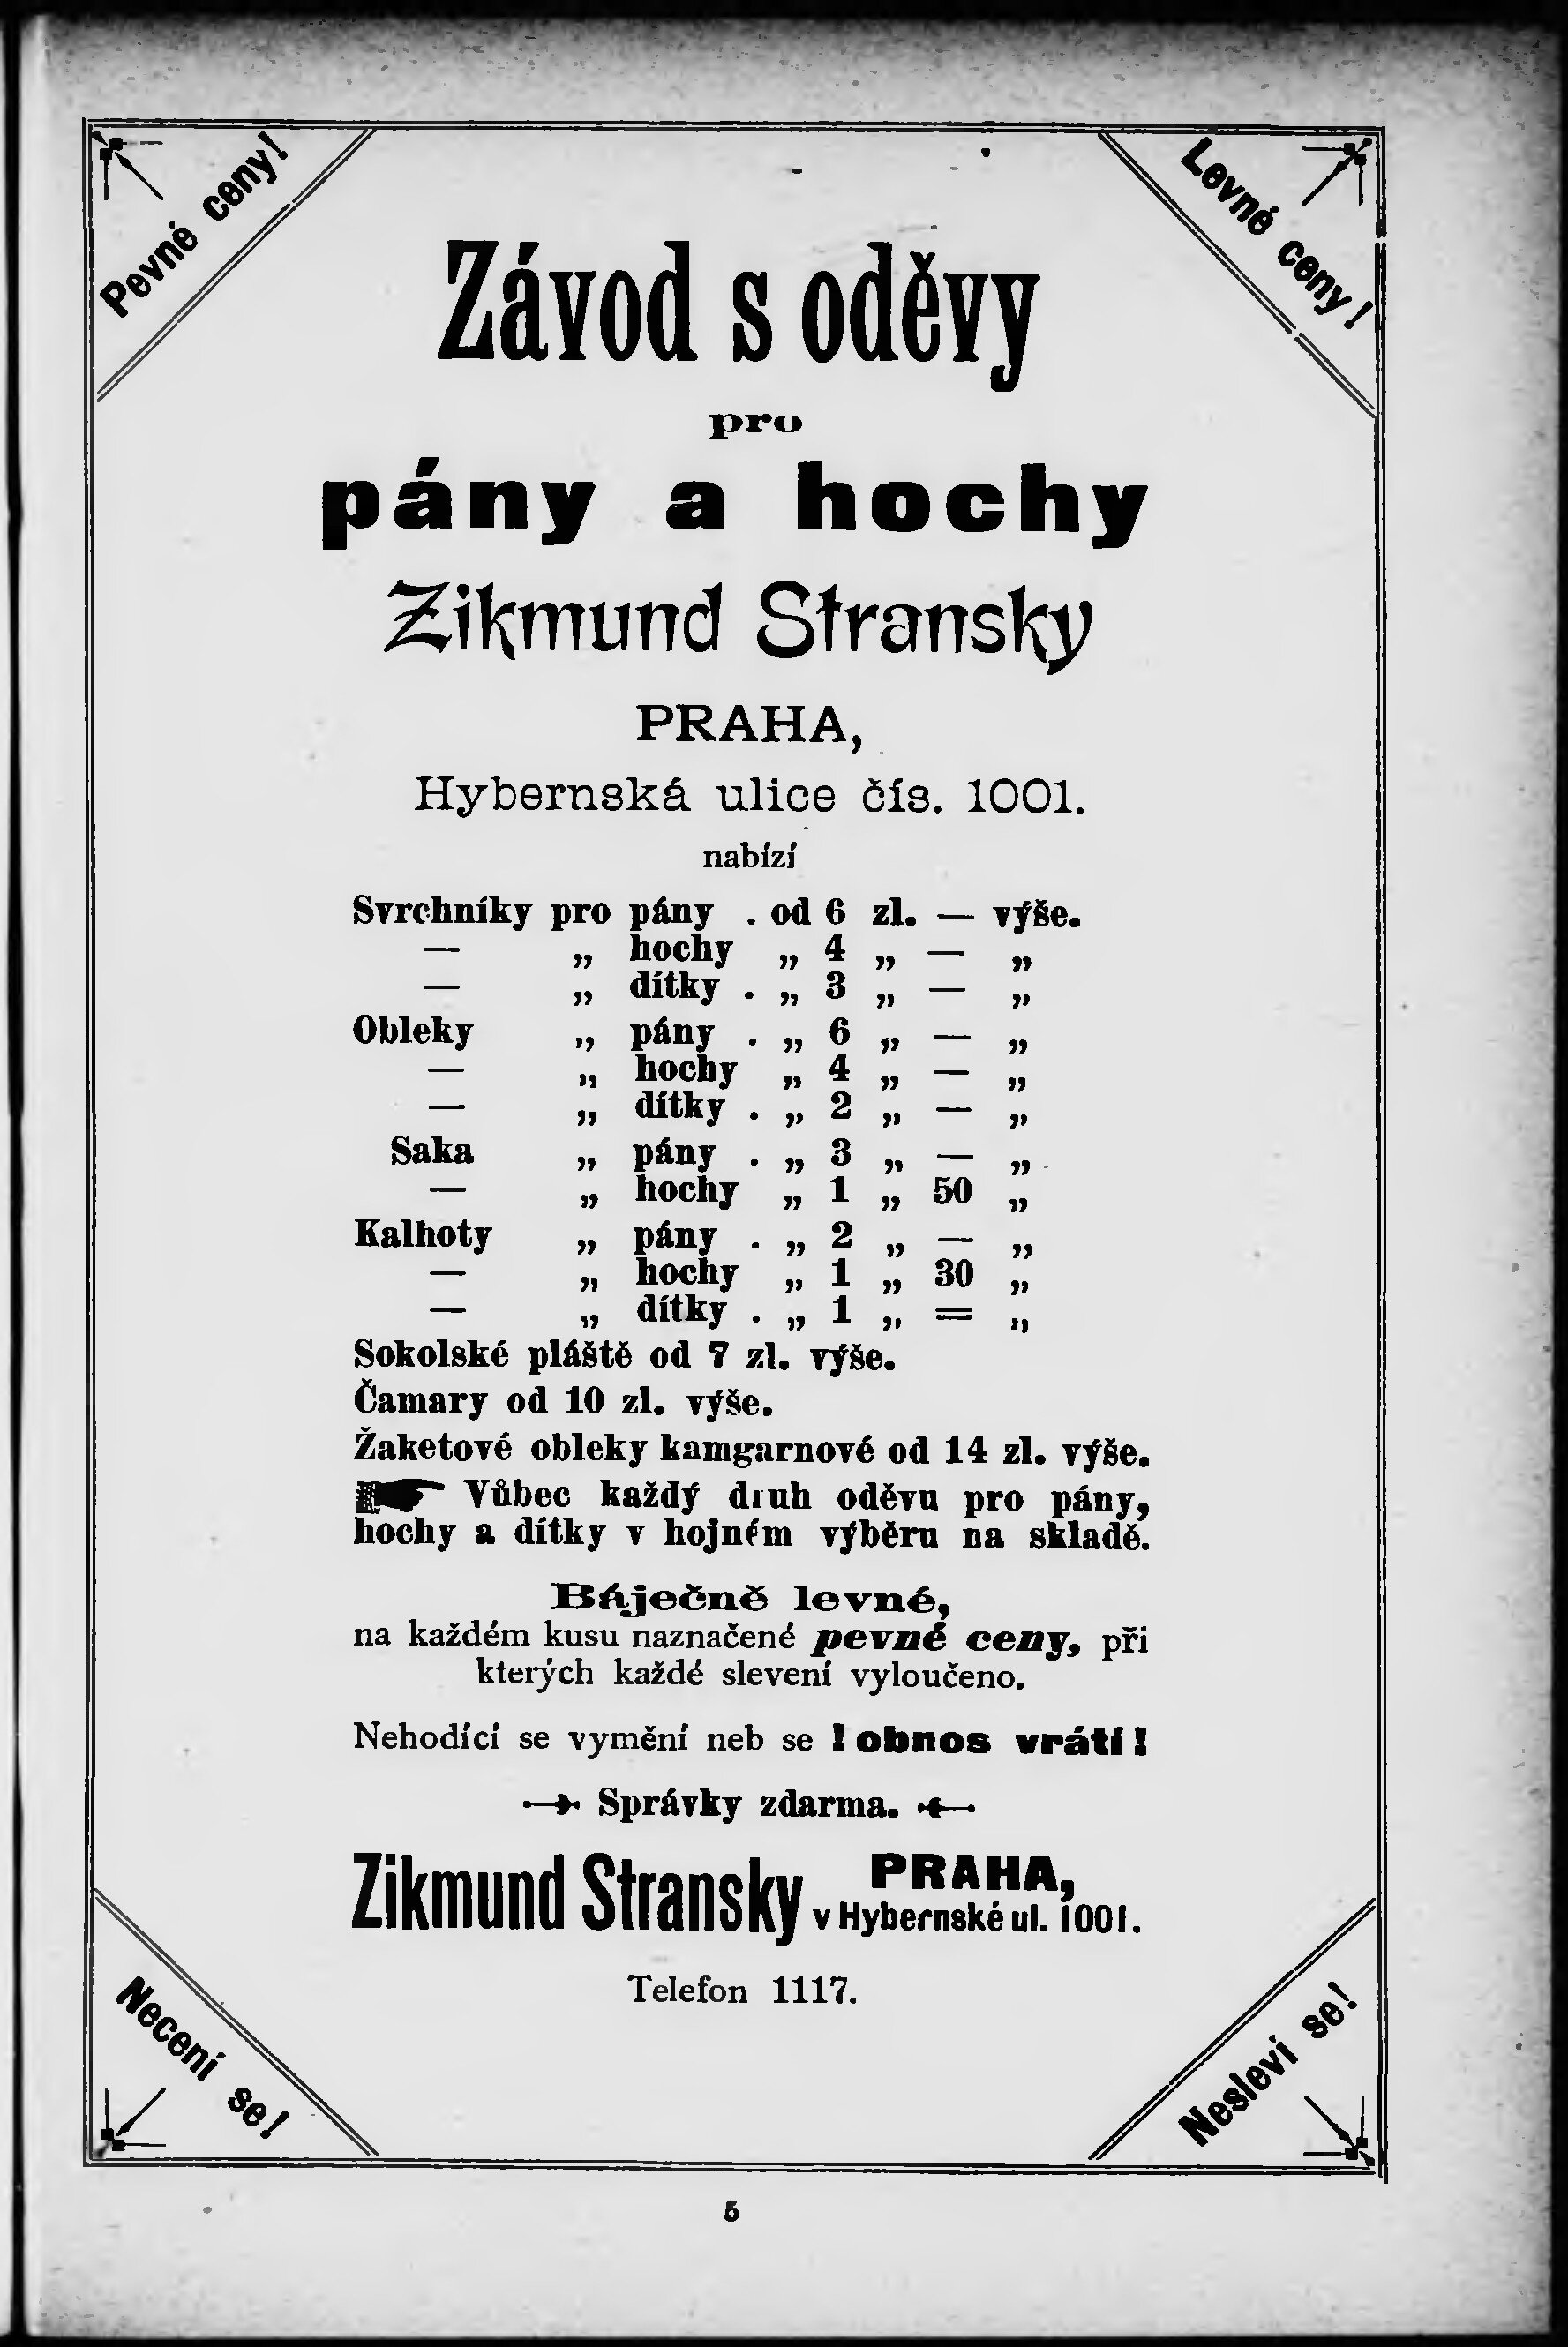 Pevné ceny!
Levné ceny!
Závod s oděvy
pro
pány a hochy
Zikmund Stransky
PRAHA,
Hybernská ulice čís. 1001.
nabízí
Svrchníky pro pány . od 6 zl. — výše.
— „ hochy „ 4 „ — „
— „ dítky . „ 3 „ — „
Obleky „ pány . „ 6 „ — „
— „ hochy „ 4 „ — „
— „ dítky . „ 2 „ — „
Saka „ pány . „ 3 „ — „
— „ hochy „ 1 „ 50 „
Kalhoty „ pány . „ 2 „ — „
— „ hochy „ 1 „ 30 „
— „ dítky . „ 1 „ = „
Sokolské pláště od 7 zl. výše.
Čamary od 10 zl. výše.
Žaketové obleky kamgarnové od 14 zl. výše.
☛ Vůbec každý druh oděvu pro pány,
hochy a dítky v hojném výběru na skladě.
Báječně levné,
na každém kusu naznačené pevné ceny, při
kterých každé slevení vyloučeno.
Nehodící se vymění neb se ! obnos vrátí !
Správky zdarma.
Zikmund Stransky PRAHA,
v Hybernské ul. 1001.
Telefon 1117.
Necení se!
Nesleví se!
5